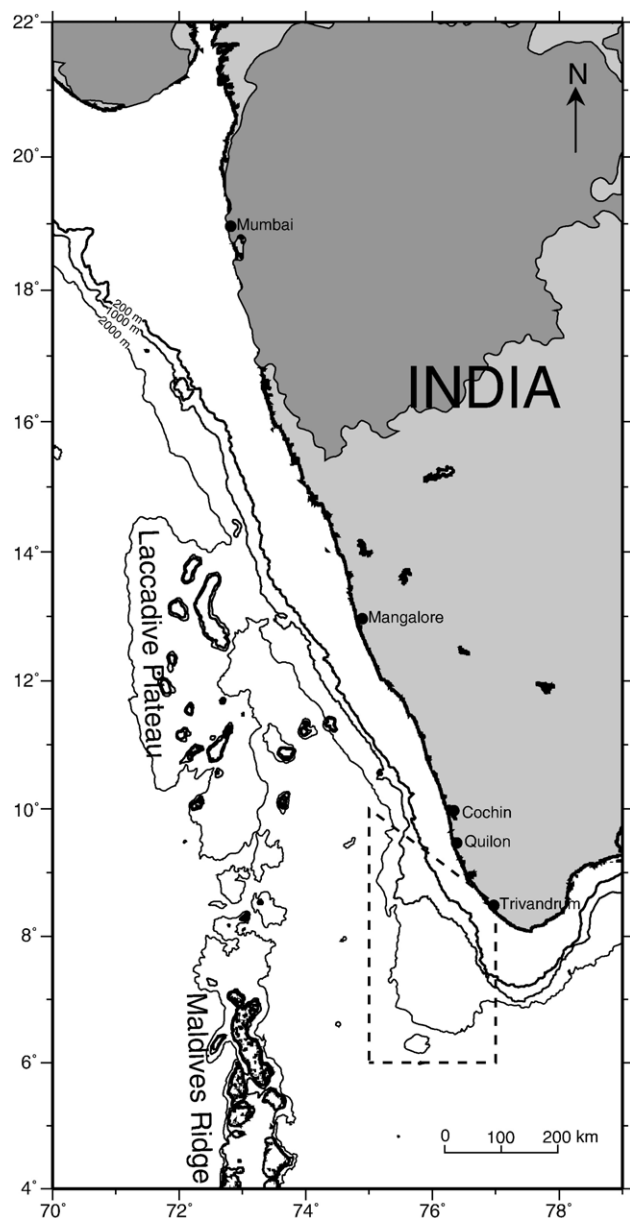 22°
20°
18°
16°
14°
12°
10°
8°
6°
4°
N
Mumbai
200 m
1000 m
2000 m
INDIA
Laccadive Plateau
Mangalore
Cochin
Quilon
Trivandrum
Maldives Ridge
0 100 200 km
70° 72° 74° 76° 78°